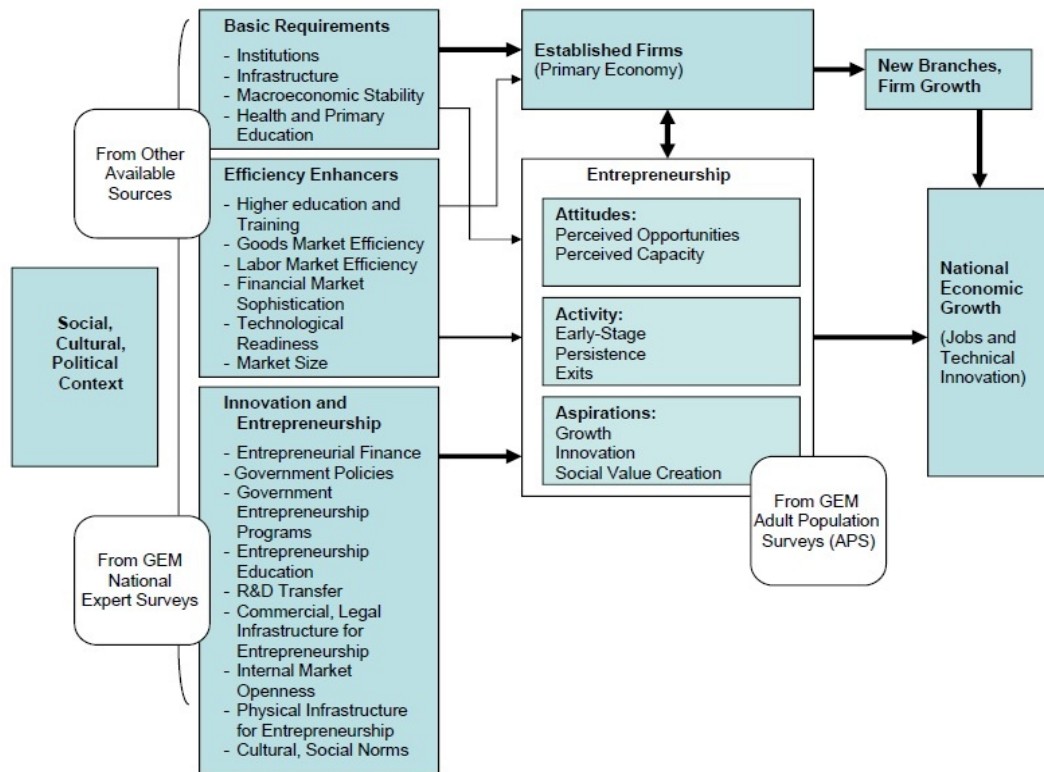 Basic Requirements
- Institutions
- Infrastructure
- Macroeconomic Stability
- Health and Primary
Education
Established Firms
(Primary Economy)
New Branches,
Firm Growth
From Other
Available
Sources
Efficiency Enhancers
- Higher education and
Training
- Goods Market Efficiency
- Labor Market Efficiency
- Financial Market
Sophistication
- Technological
Readiness
- Market Size
Entrepreneurship
Attitudes:
Perceived Opportunities
Perceived Capacity
Activity:
Early-Stage
Persistence
Exits
Aspirations:
Growth
Innovation
Social Value Creation
National
Economic
Growth
(Jobs and
Technical
Innovation)
Social,
Cultural,
Political
Context
Innovation and
Entrepreneurship
- Entrepreneurial Finance
- Government Policies
- Government
Entrepreneurship
Programs
- Entrepreneurship
Education
- R&D Transfer
- Commercial, Legal
Infrastructure for
Entrepreneurship
- Internal Market
Openness
- Physical Infrastructure
for Entrepreneurship
- Cultural, Social Norms
From GEM
National
Expert Surveys
From GEM
Adult Population
Surveys (APS)